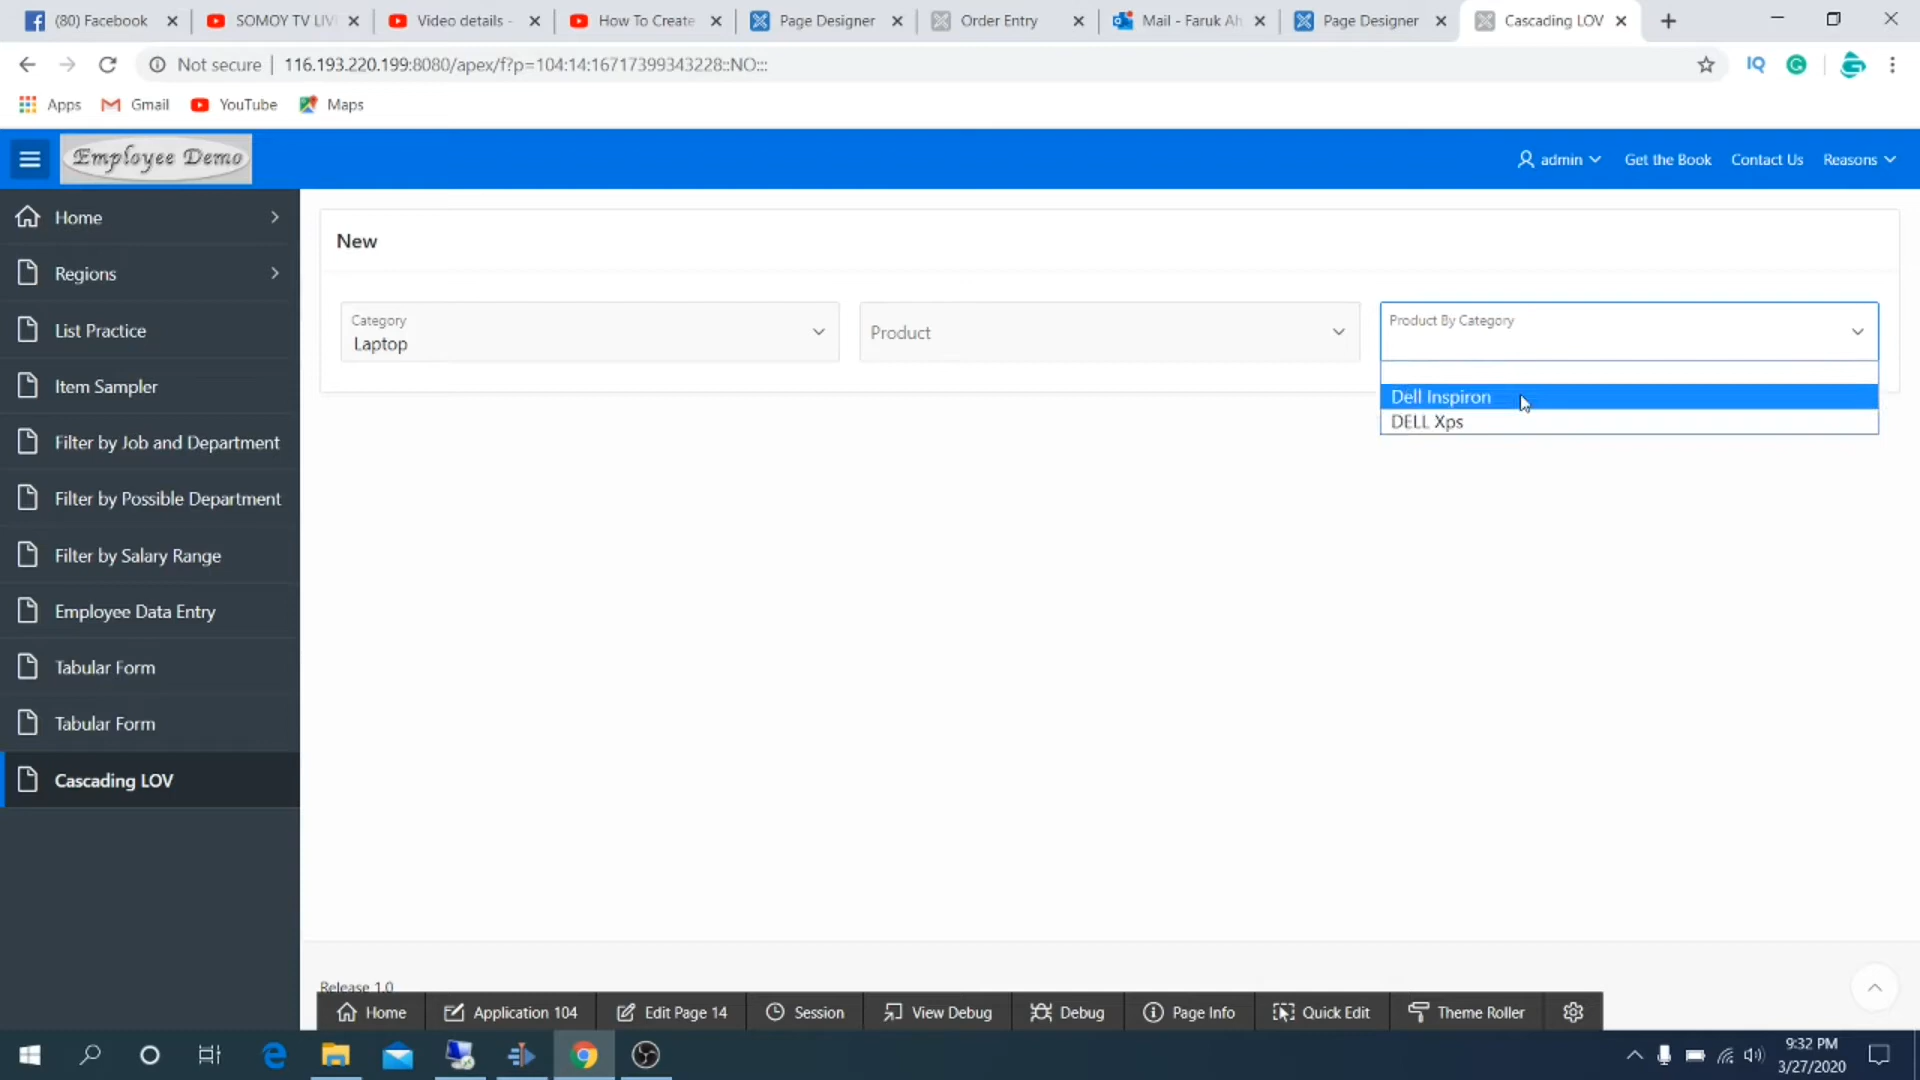 (80) Facebook
SOMOY TV LIV
Video details -
How To Create
Page Designer
Order Entry
Mail - Faruk Ah
Page Designer
Cascading LOV
Not secure
116.193.220.199:8080/apex/f?p=104:14:16717399343228::NO:::
IQ
Apps
Gmail
YouTube
Maps
Employee Demo
admin
Get the Book
Contact Us
Reasons
Home
Regions
List Practice
Item Sampler
Filter by Job and Department
Filter by Possible Department
Filter by Salary Range
Employee Data Entry
Tabular Form
Tabular Form
Cascading LOV
New
Category
Laptop
Product
Product By Category
Dell Inspiron
DELL Xps
Release 1.0
Home
Application 104
Edit Page 14
Session
View Debug
Debug
Page Info
Quick Edit
Theme Roller
9:32 PM
3/27/2020